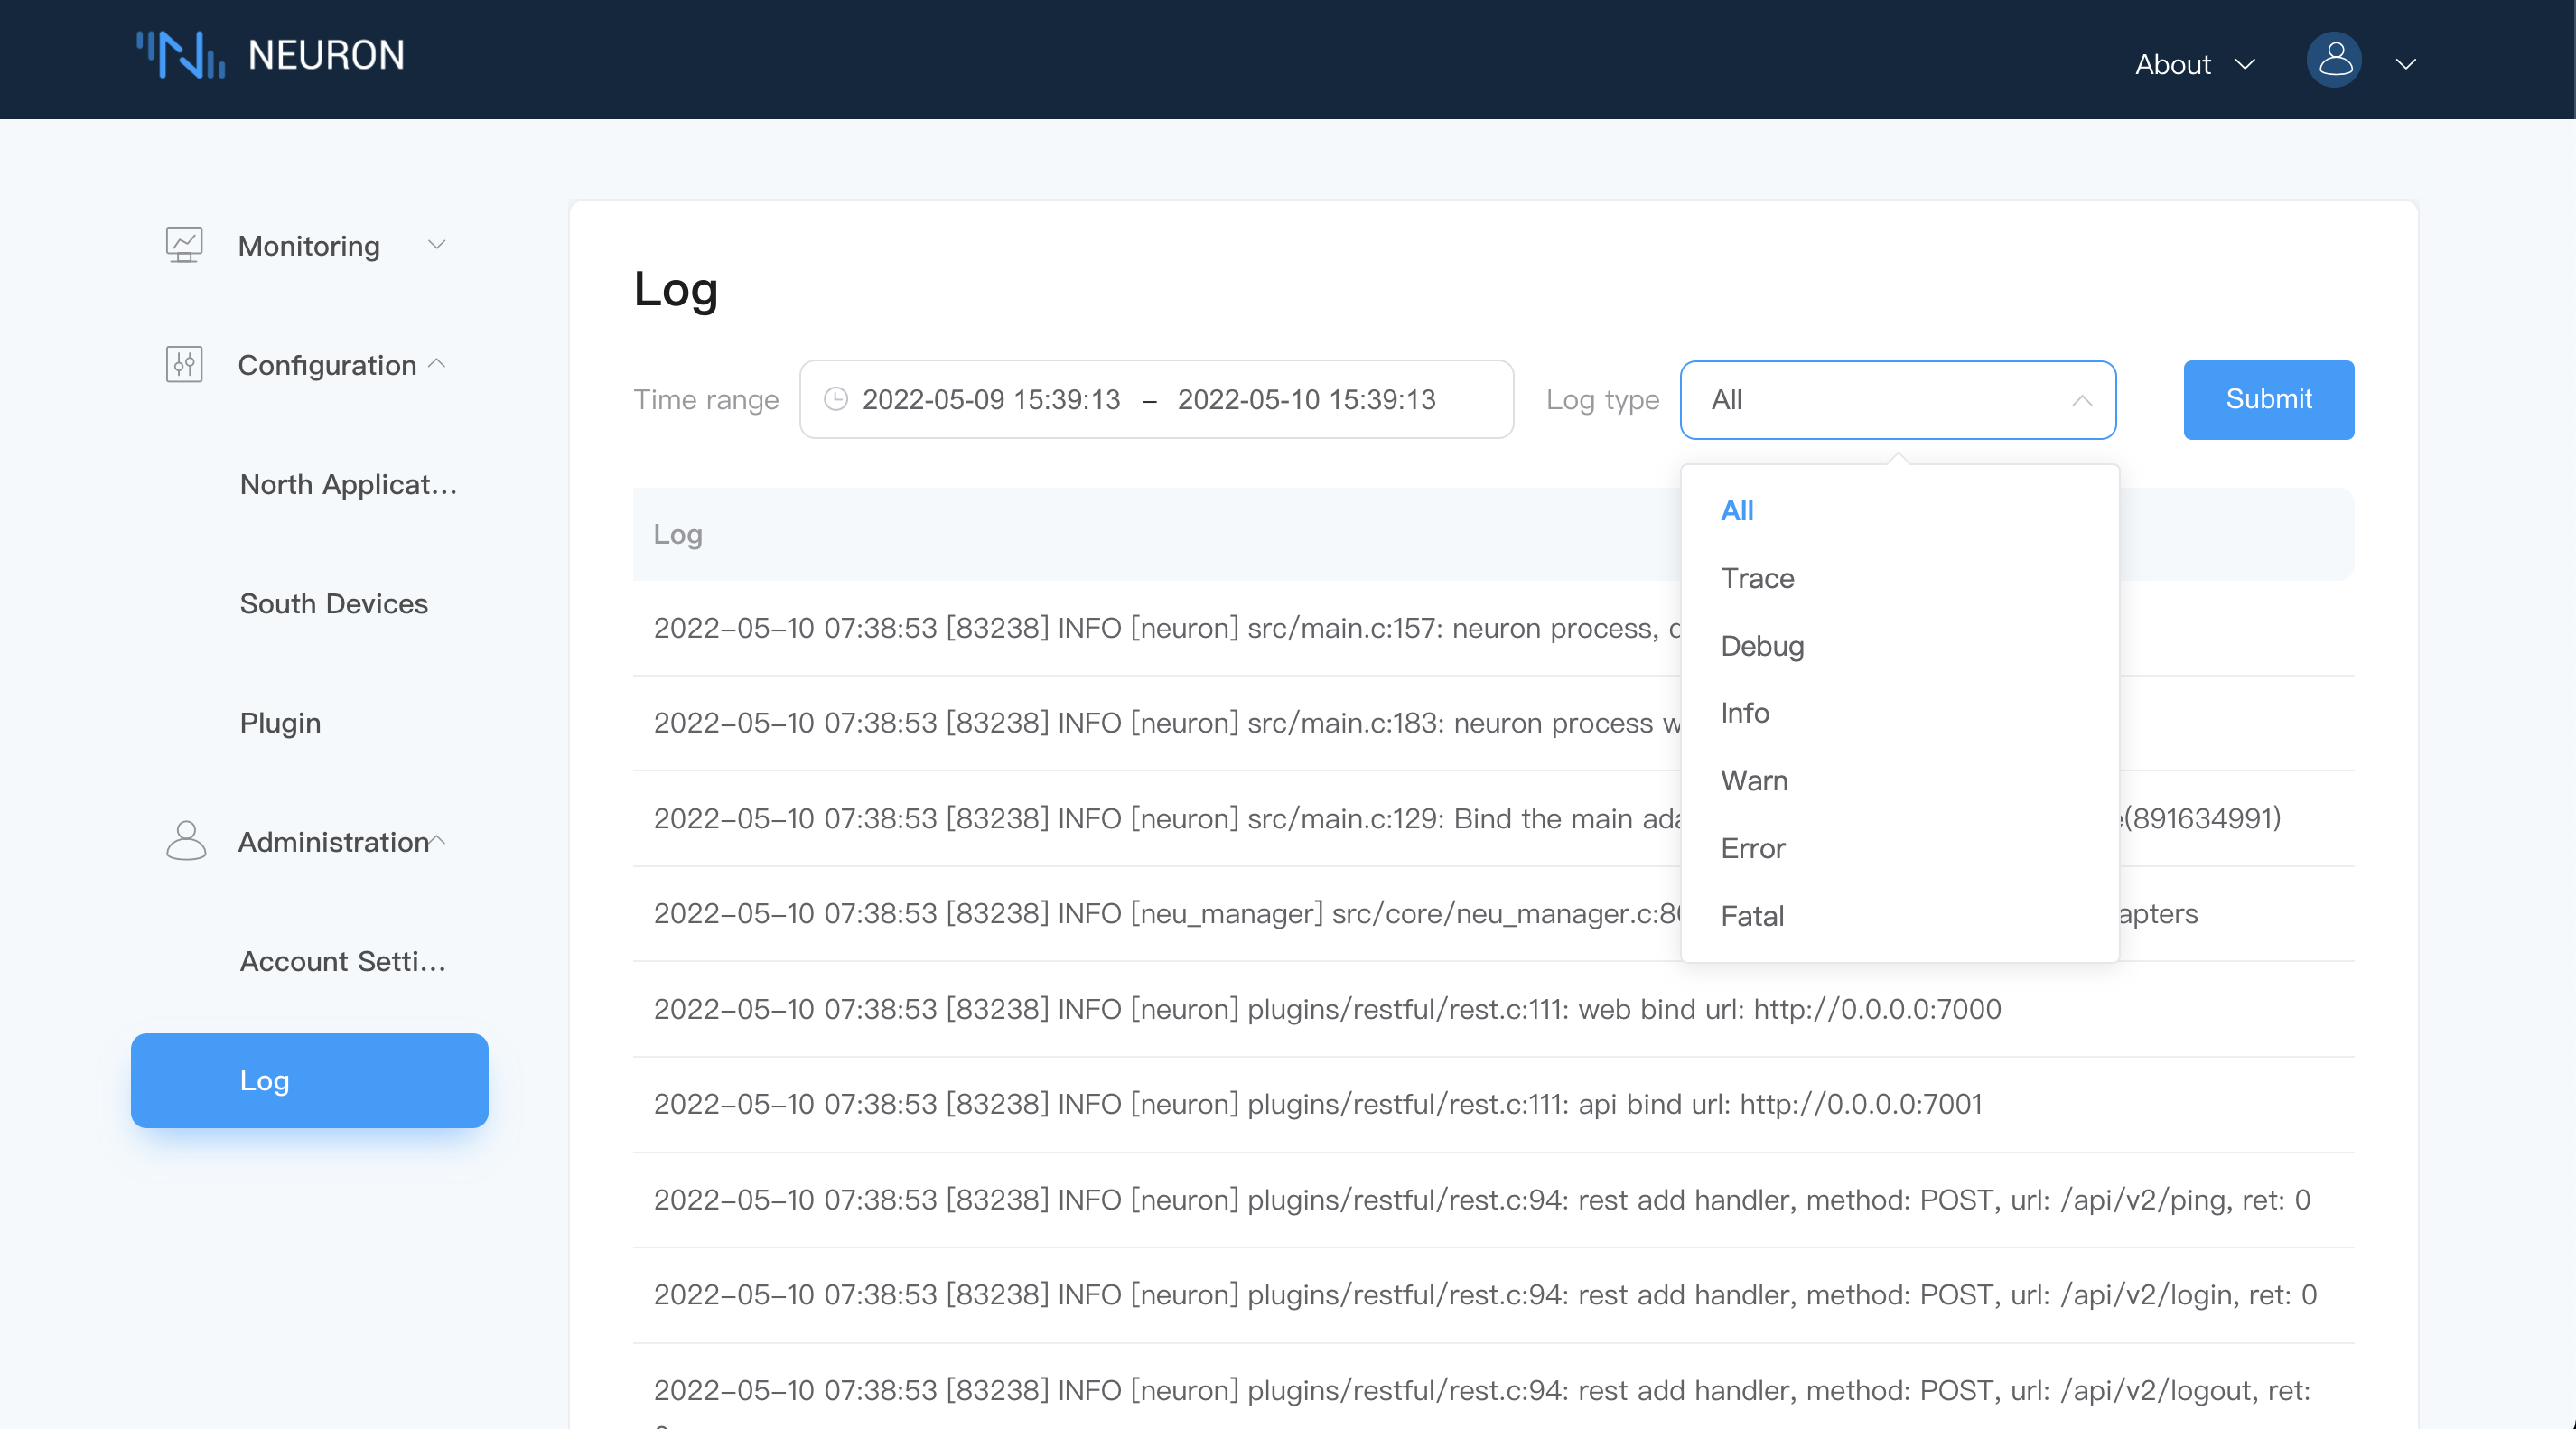 NEURON
About
Monitoring
Configuration
North Applicat...
South Devices
Plugin
Administration
Account Setti...
Log
Log
Time range 2022-05-09 15:39:13 – 2022-05-10 15:39:13 Log type All Submit
All
Trace
Debug
Info
Warn
Error
Fatal
Log
2022-05-10 07:38:53 [83238] INFO [neuron] src/main.c:157: neuron process,
2022-05-10 07:38:53 [83238] INFO [neuron] src/main.c:183: neuron process
2022-05-10 07:38:53 [83238] INFO [neuron] src/main.c:129: Bind the main (891634991)
2022-05-10 07:38:53 [83238] INFO [neu_manager] src/core/neu_manager.c: apters
2022-05-10 07:38:53 [83238] INFO [neuron] plugins/restful/rest.c:111: web bind url: http://0.0.0.0:7000
2022-05-10 07:38:53 [83238] INFO [neuron] plugins/restful/rest.c:111: api bind url: http://0.0.0.0:7001
2022-05-10 07:38:53 [83238] INFO [neuron] plugins/restful/rest.c:94: rest add handler, method: POST, url: /api/v2/ping, ret: 0
2022-05-10 07:38:53 [83238] INFO [neuron] plugins/restful/rest.c:94: rest add handler, method: POST, url: /api/v2/login, ret: 0
2022-05-10 07:38:53 [83238] INFO [neuron] plugins/restful/rest.c:94: rest add handler, method: POST, url: /api/v2/logout, ret: